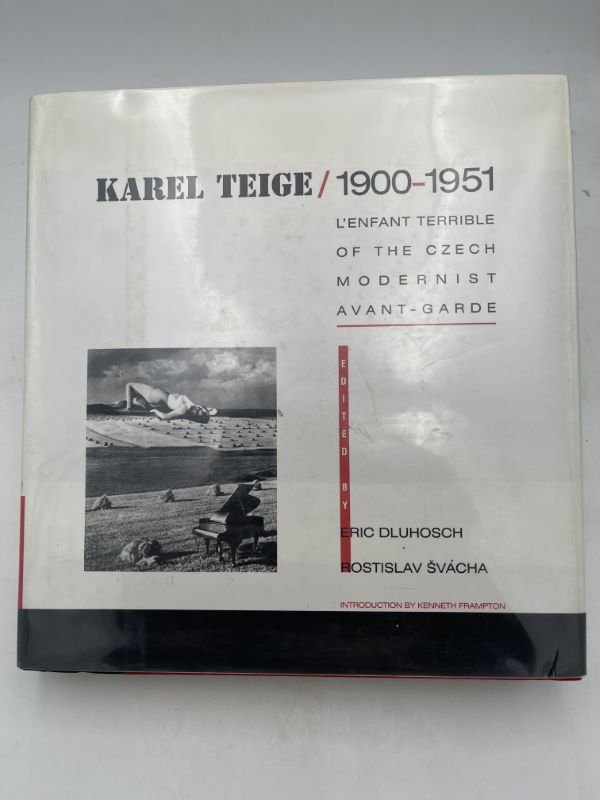 KAREL TEIGE / 1900-1951
L'ENFANT TERRIBLE
OF THE CZECH
MODERNIST
AVANT-GARDE
EDITED BY
ERIC DLUHOSCH
ROSTISLAV ŠVÁCHA
INTRODUCTION BY KENNETH FRAMPTON